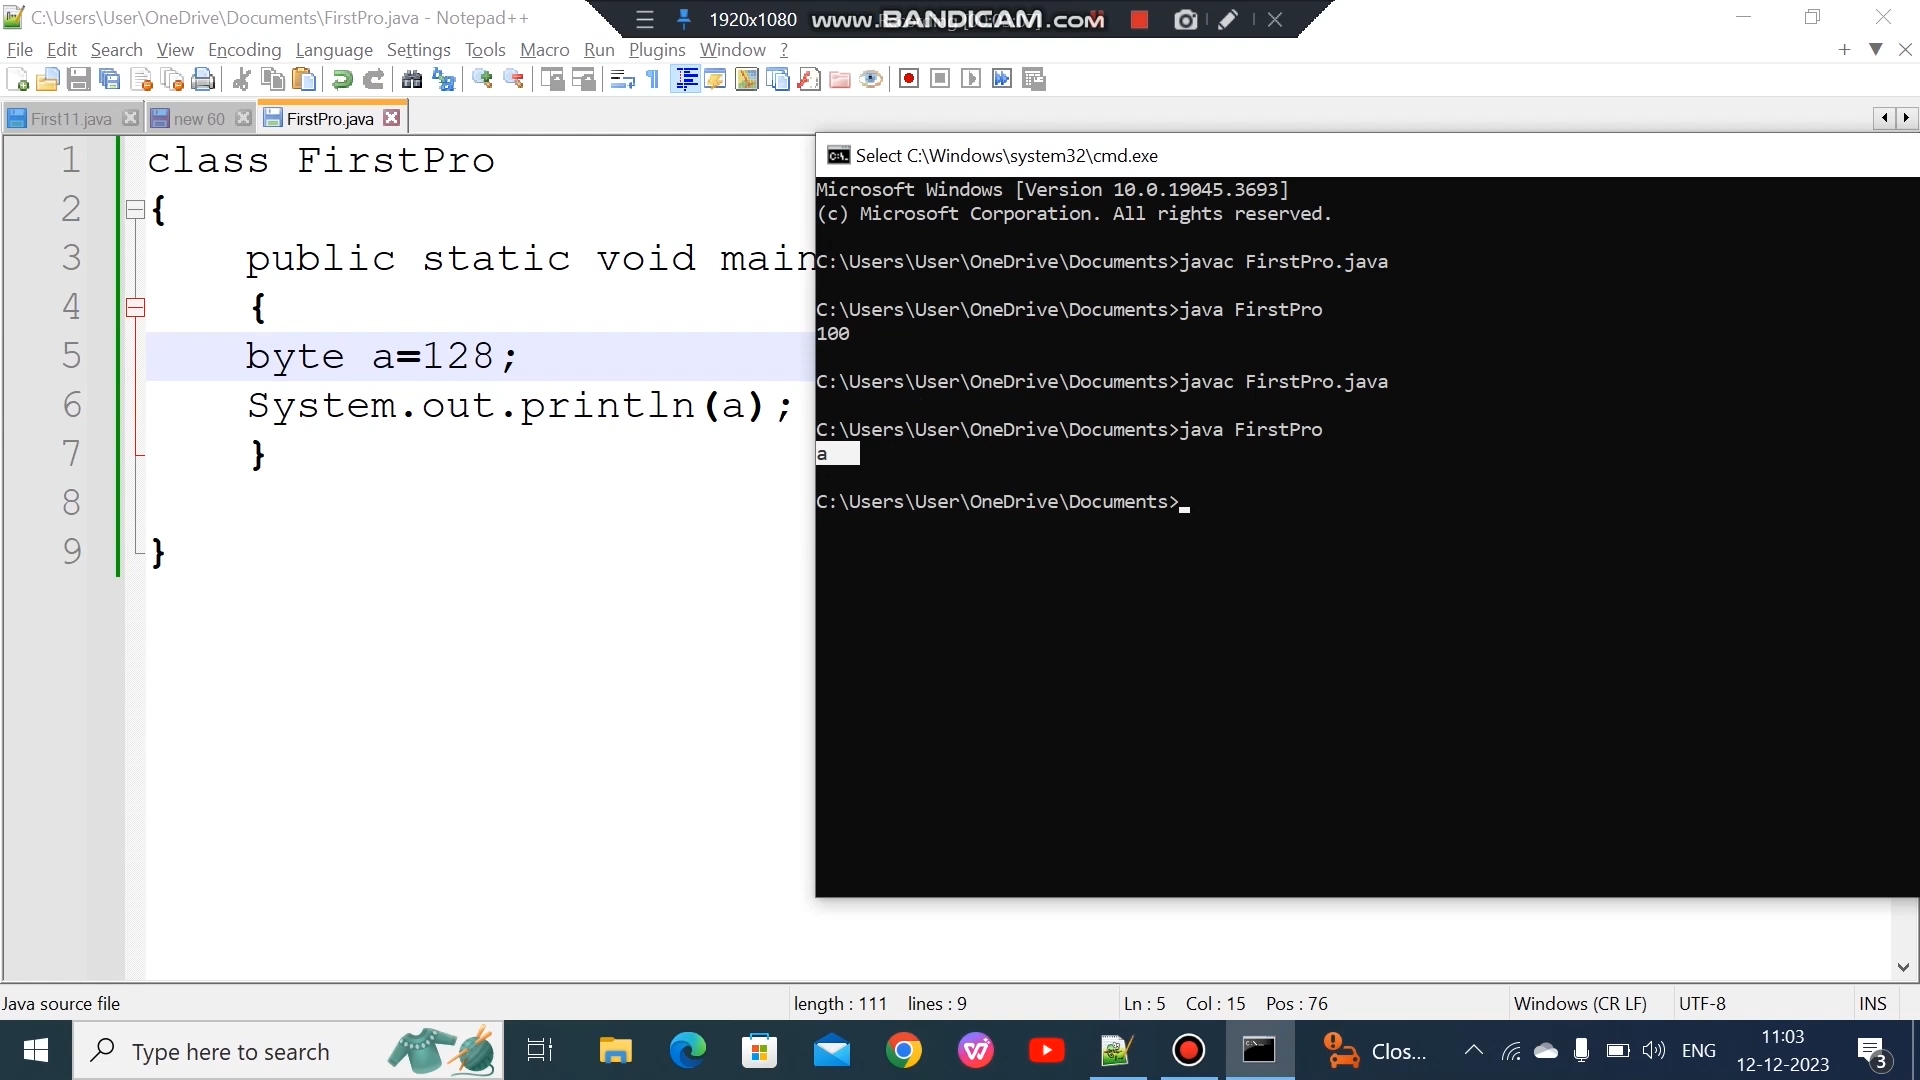 C:\Users\User\OneDrive\Documents\FirstPro.java - Notepad++
1920x1080
www.BANDICAM.com
File Edit Search View Encoding Language Settings Tools Macro Run Plugins Window ?
First11.java
new 60
FirstPro.java
1 class FirstPro
2 {
3 public static void main
4 {
5 byte a=128;
6 System.out.println(a);
7 }
8
9 }
Select C:\Windows\system32\cmd.exe
Microsoft Windows [Version 10.0.19045.3693]
(c) Microsoft Corporation. All rights reserved.
C:\Users\User\OneDrive\Documents>javac FirstPro.java
C:\Users\User\OneDrive\Documents>java FirstPro
100
C:\Users\User\OneDrive\Documents>javac FirstPro.java
C:\Users\User\OneDrive\Documents>java FirstPro
a
C:\Users\User\OneDrive\Documents>
Java source file
length : 111 lines : 9
Ln : 5 Col : 15 Pos : 76
Windows (CR LF)
UTF-8
INS
Type here to search
Clos...
ENG
11:03
12-12-2023
3